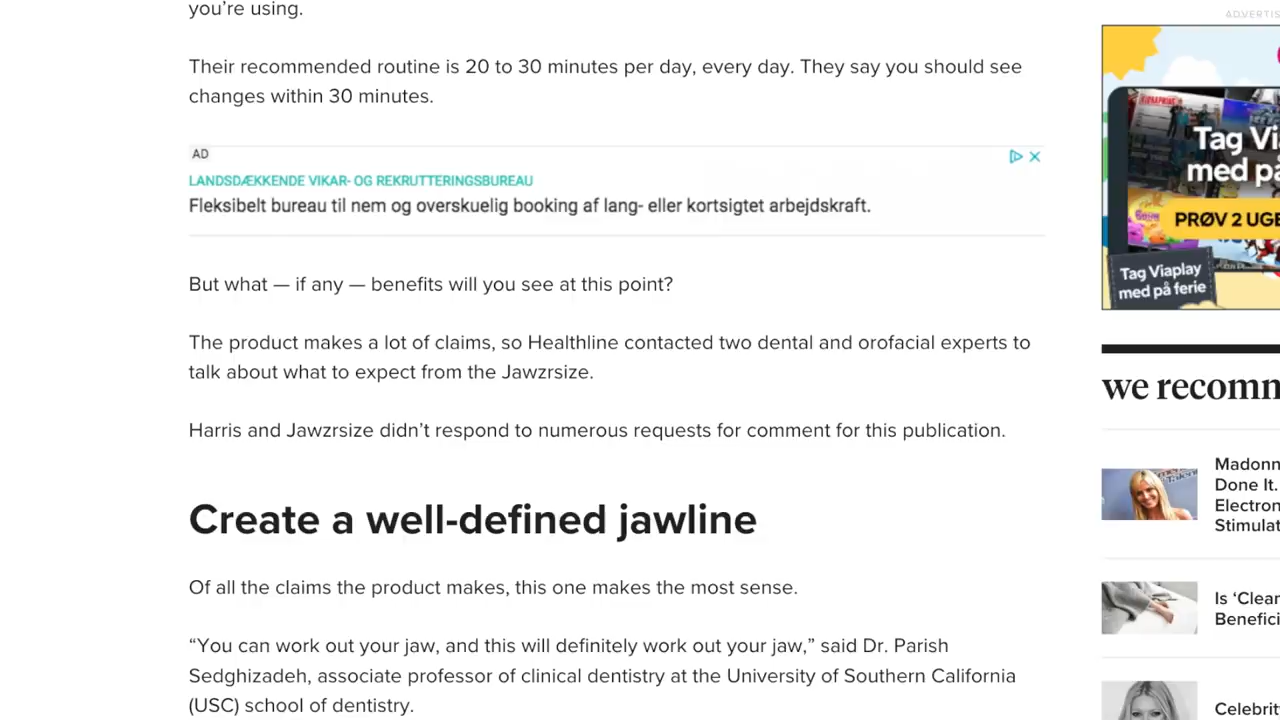 you’re using.
Their recommended routine is 20 to 30 minutes per day, every day. They say you should see
changes within 30 minutes.
AD
LANDSDÆKKENDE VIKAR- OG REKRUTTERINGSBUREAU
Fleksibelt bureau til nem og overskuelig booking af lang- eller kortsigtet arbejdskraft.
But what — if any — benefits will you see at this point?
The product makes a lot of claims, so Healthline contacted two dental and orofacial experts to
talk about what to expect from the Jawzrsize.
Harris and Jawzrsize didn’t respond to numerous requests for comment for this publication.
Create a well-defined jawline
Of all the claims the product makes, this one makes the most sense.
“You can work out your jaw, and this will definitely work out your jaw,” said Dr. Parish
Sedghizadeh, associate professor of clinical dentistry at the University of Southern California
(USC) school of dentistry.
ADVERTIS
Tag Vi
med på
PRØV 2 UGE
Tag Viaplay
med på ferie
we recomm
Madonn
Done It.
Electron
Stimulat
Is ‘Clear
Benefici
Celebrit